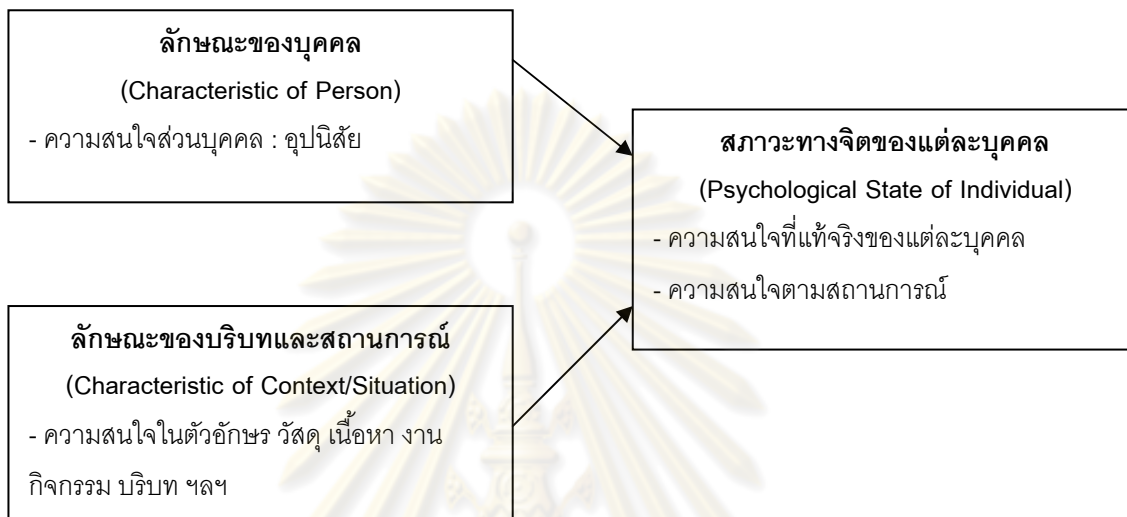 ลักษณะของบุคคล
(Characteristic of Person)
- ความสนใจส่วนบุคคล : อุปนิสัย
สภาวะทางจิตของแต่ละบุคคล
(Psychological State of Individual)
- ความสนใจที่แท้จริงของแต่ละบุคคล
- ความสนใจตามสถานการณ์
ลักษณะของบริบทและสถานการณ์
(Characteristic of Context/Situation)
- ความสนใจในตัวอักษร วัสดุ เนื้อหา งาน
กิจกรรม บริบท ฯลฯ